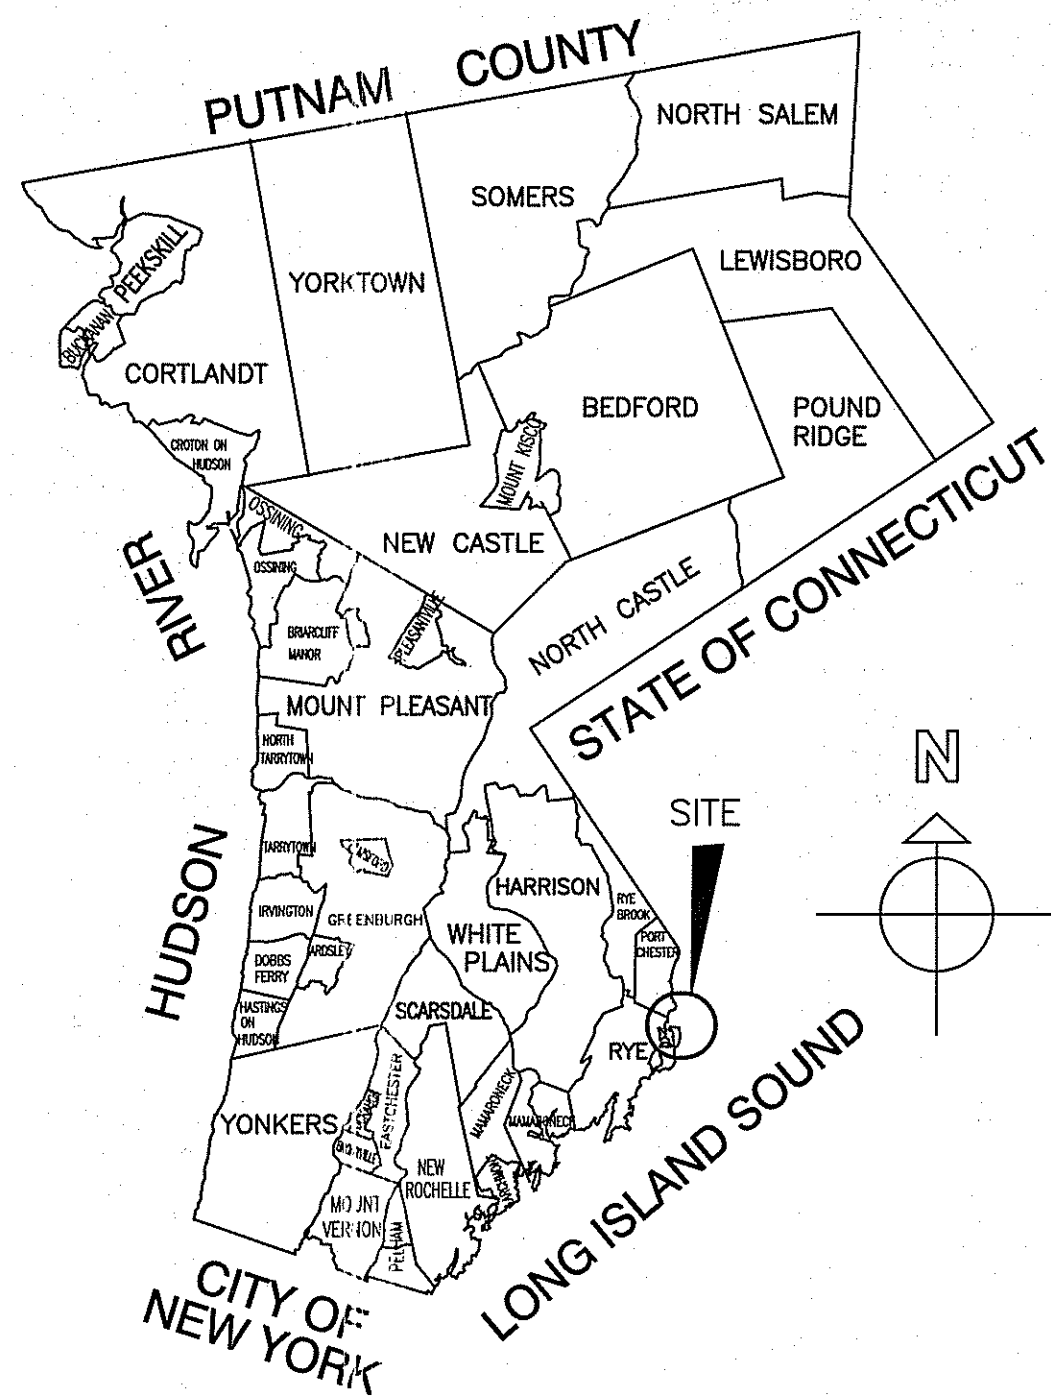 PUTNAM COUNTY
NORTH SALEM
SOMERS
LEWISBORO
PEEKSKILL
YORKTOWN
BUCHANAN
CORTLANDT
BEDFORD
POUND
RIDGE
CROTON ON
HUDSON
MOUNT KISCO
OSSINING
NEW CASTLE
OSSINING
NORTH CASTLE
STATE OF CONNECTICUT
RIVER
PLEASANTVILLE
BRIARCLIFF
MANOR
MOUNT PLEASANT
NORTH
TARRYTOWN
N
SITE
HUDSON
TARRYTOWN
HARRISON
RYE
BROOK
IRVINGTON
GREENBURGH
WHITE
PLAINS
PORT
CHESTER
ARDSLEY
DOBBS
FERRY
HASTINGS
ON
HUDSON
SCARSDALE
RYE
EASTCHESTER
MAMARONECK
MAMARONECK
YONKERS
NEW
ROCHELLE
LARCHMONT
MOUNT
VERNON
PELHAM
LONG ISLAND SOUND
CITY OF
NEW YORK